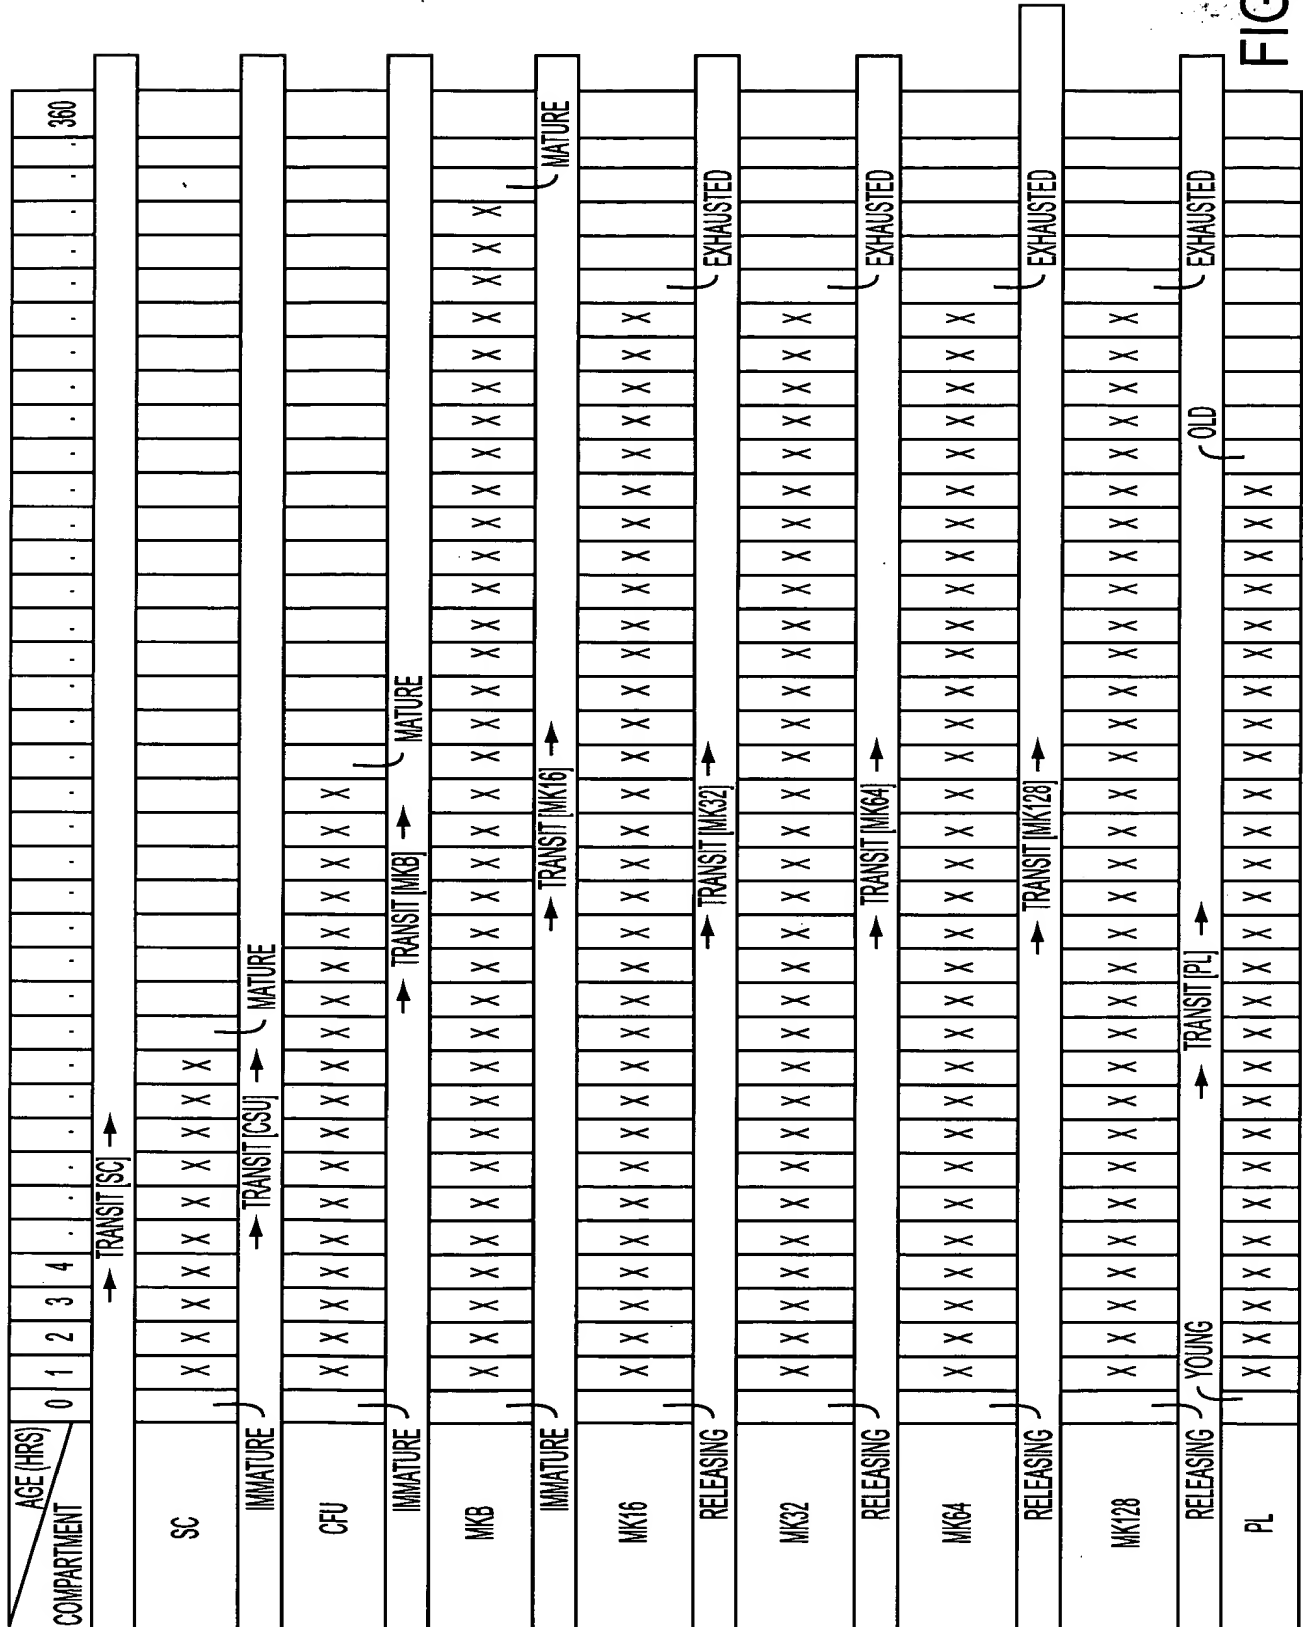 AGE (HRS)
COMPARTMENT
0 1 2 3 4 . . . . . . . . . . . . . . . . . . . . . . . . . . . . . . . . . 360
→ TRANSIT [SC] →
SC X X X X X X X X X X
IMMATURE → TRANSIT [CSU] → MATURE
CFU X X X X X X X X X X X X X X X X X X
IMMATURE → TRANSIT [MKB] → MATURE
MKB X X X X X X X X X X X X X X X X X X X X X X X X X X X X X X X X X X X
IMMATURE → TRANSIT [MK16] → MATURE
MK16 X X X X X X X X X X X X X X X X X X X X X X X X X X X X X X X X
RELEASING → TRANSIT [MK32] → EXHAUSTED
MK32 X X X X X X X X X X X X X X X X X X X X X X X X X X X X X X X X
RELEASING → TRANSIT [MK64] → EXHAUSTED
MK64 X X X X X X X X X X X X X X X X X X X X X X X X X X X X X X X X
RELEASING → TRANSIT [MK128] → EXHAUSTED
MK128 X X X X X X X X X X X X X X X X X X X X X X X X X X X X X X X X
RELEASING YOUNG → TRANSIT [PL] → OLD EXHAUSTED
PL X X X X X X X X X X X X X X X X X X X X X X X X X X X
FIG